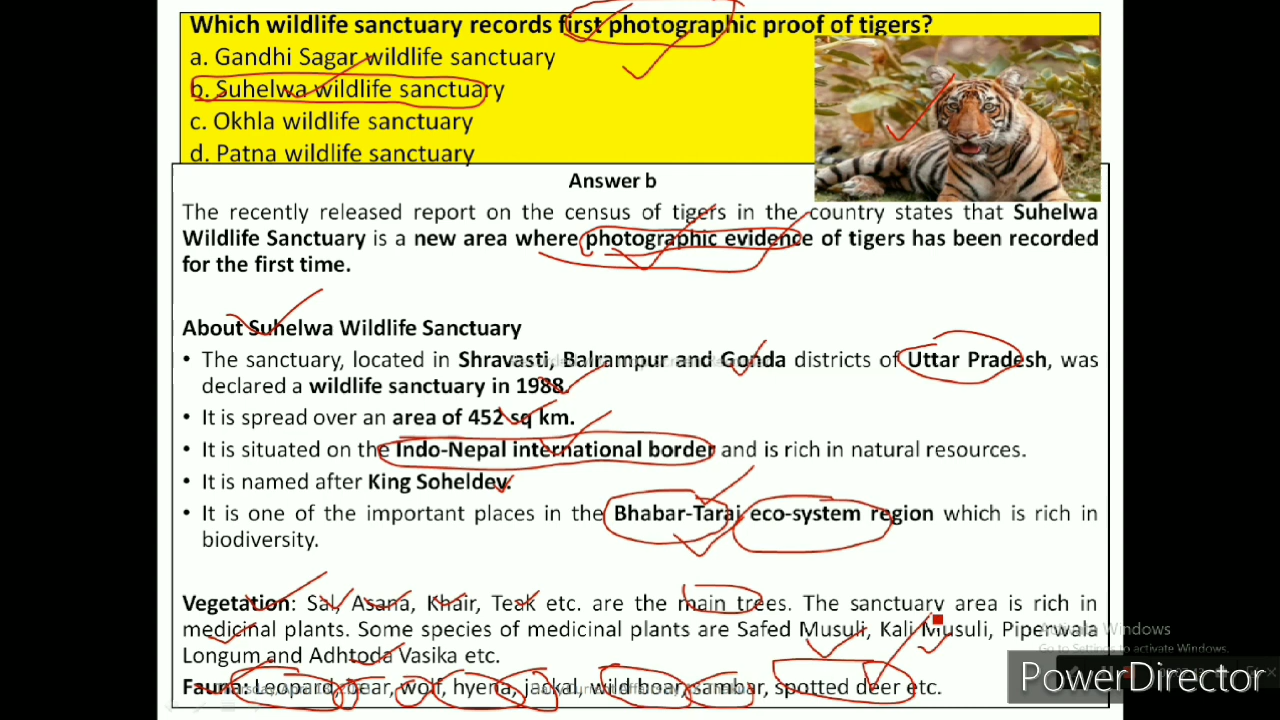 Which wildlife sanctuary records first photographic proof of tigers?
a. Gandhi Sagar wildlife sanctuary
b. Suhelwa wildlife sanctuary
c. Okhla wildlife sanctuary
d. Patna wildlife sanctuary
Answer b
The recently released report on the census of tigers in the country states that Suhelwa
Wildlife Sanctuary is a new area where photographic evidence of tigers has been recorded
for the first time.
About Suhelwa Wildlife Sanctuary
• The sanctuary, located in Shravasti, Balrampur and Gonda districts of Uttar Pradesh, was
declared a wildlife sanctuary in 1988.
• It is spread over an area of 452 sq km.
• It is situated on the Indo-Nepal international border and is rich in natural resources.
• It is named after King Soheldev.
• It is one of the important places in the Bhabar-Tarai eco-system region which is rich in
biodiversity.
Vegetation: Sal, Asana, Khair, Teak etc. are the main trees. The sanctuary area is rich in
medicinal plants. Some species of medicinal plants are Safed Musuli, Kali Musuli, Piperwala
Longum and Adhtoda Vasika etc.
Fauna: Leopard, bear, wolf, hyena, jackal, wild boar, sambar, spotted deer etc.
Activate Windows
Go to Settings to activate Windows.
PowerDirector